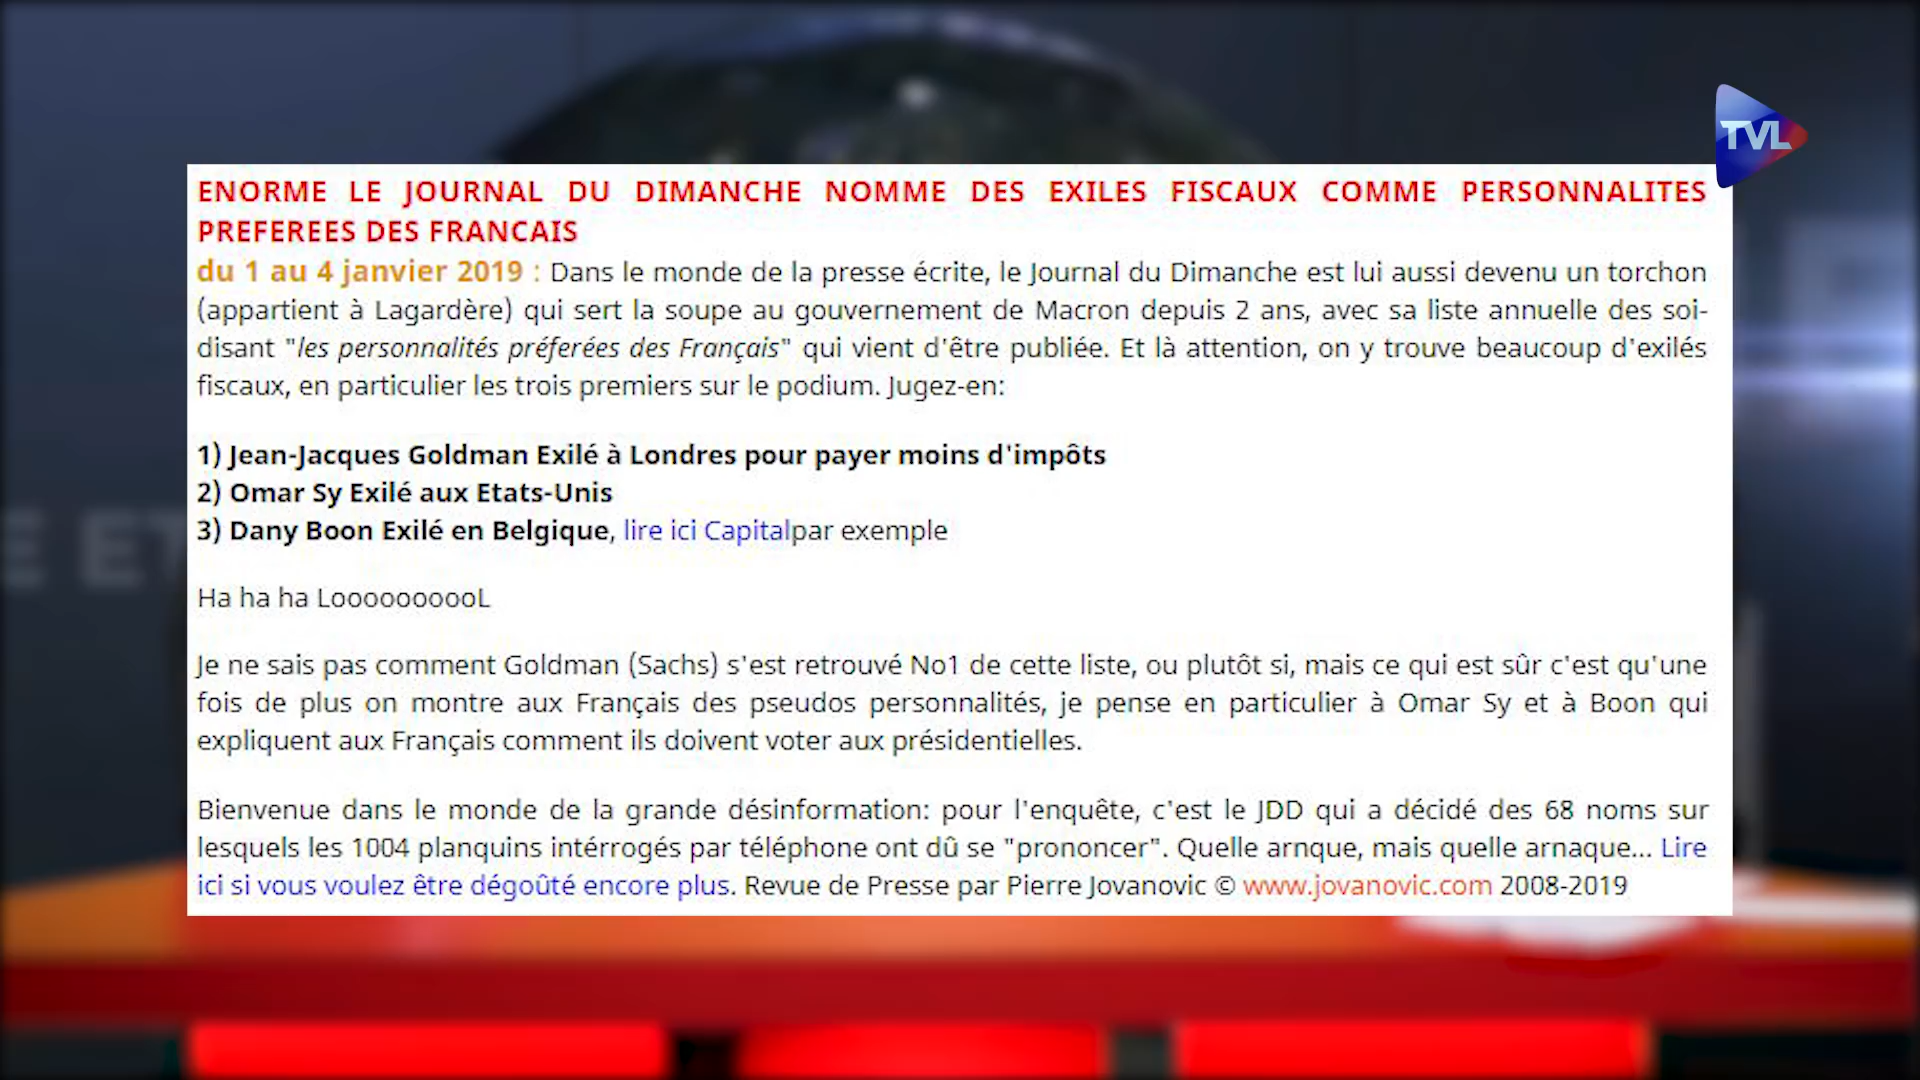 TVL
ENORME LE JOURNAL DU DIMANCHE NOMME DES EXILES FISCAUX COMME PERSONNALITES
PREFEREES DES FRANCAIS
du 1 au 4 janvier 2019 : Dans le monde de la presse écrite, le Journal du Dimanche est lui aussi devenu un torchon
(appartient à Lagardère) qui sert la soupe au gouvernement de Macron depuis 2 ans, avec sa liste annuelle des soi-
disant "les personnalités préferées des Français" qui vient d'être publiée. Et là attention, on y trouve beaucoup d'exilés
fiscaux, en particulier les trois premiers sur le podium. Jugez-en:
1) Jean-Jacques Goldman Exilé à Londres pour payer moins d'impôts
2) Omar Sy Exilé aux Etats-Unis
3) Dany Boon Exilé en Belgique, lire ici Capitalpar exemple
E ET
Ha ha ha LoooooooooL
Je ne sais pas comment Goldman (Sachs) s'est retrouvé No1 de cette liste, ou plutôt si, mais ce qui est sûr c'est qu'une
fois de plus on montre aux Français des pseudos personnalités, je pense en particulier à Omar Sy et à Boon qui
expliquent aux Français comment ils doivent voter aux présidentielles.
Bienvenue dans le monde de la grande désinformation: pour l'enquête, c'est le JDD qui a décidé des 68 noms sur
lesquels les 1004 planquins intérrogés par téléphone ont dû se "prononcer". Quelle arnque, mais quelle arnaque... Lire
ici si vous voulez être dégoûté encore plus. Revue de Presse par Pierre Jovanovic © www.jovanovic.com 2008-2019